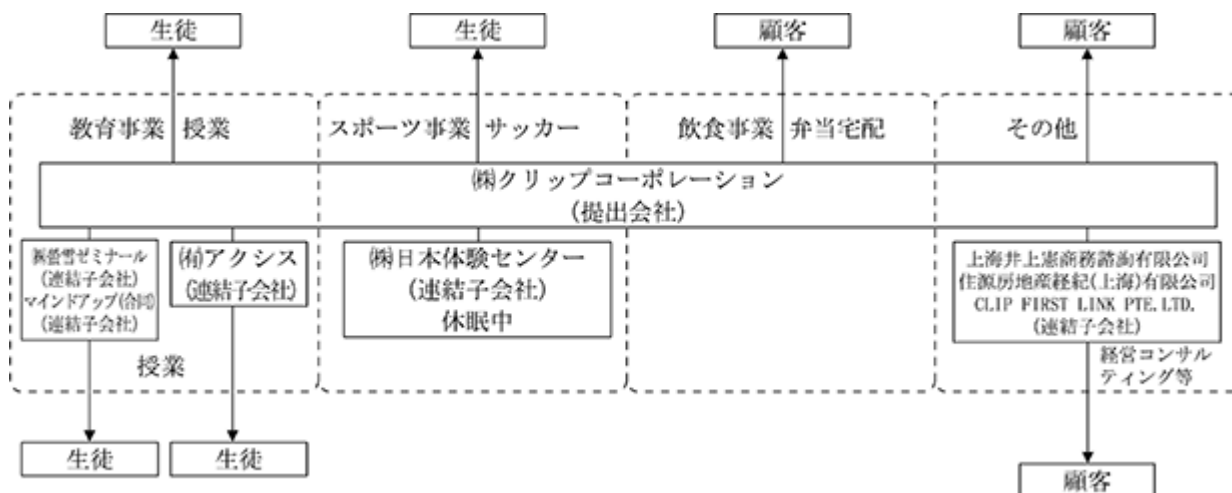 生徒
生徒
顧客
顧客
教育事業 授業
スポーツ事業 サッカー
飲食事業 弁当宅配
その他
㈱クリップコーポレーション
(提出会社)
㈱螢雪ゼミナール
(連結子会社)
マインドアップ(合同)
(連結子会社)
㈲アクシス
(連結子会社)
㈱日本体験センター
(連結子会社)
休眠中
上海井上憲商務諮詢有限公司
住源房地産経紀(上海)有限公司
CLIP FIRST LINK PTE.LTD.
(連結子会社)
授業
経営コンサル
ティング等
生徒
生徒
顧客